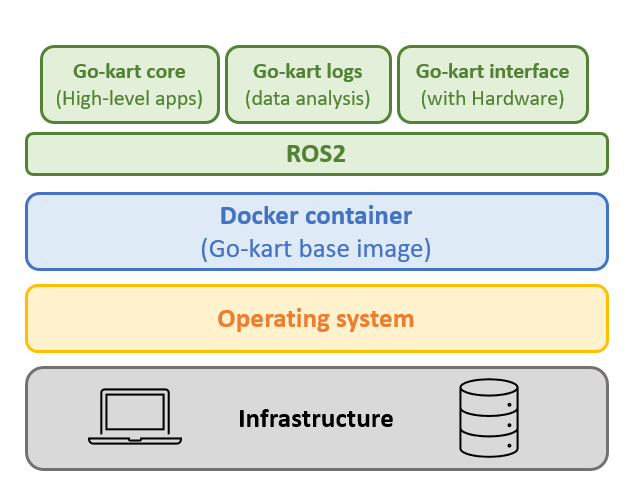 Go-kart core
(High-level apps)
Go-kart logs
(data analysis)
Go-kart interface
(with Hardware)
ROS2
Docker container
(Go-kart base image)
Operating system
Infrastructure